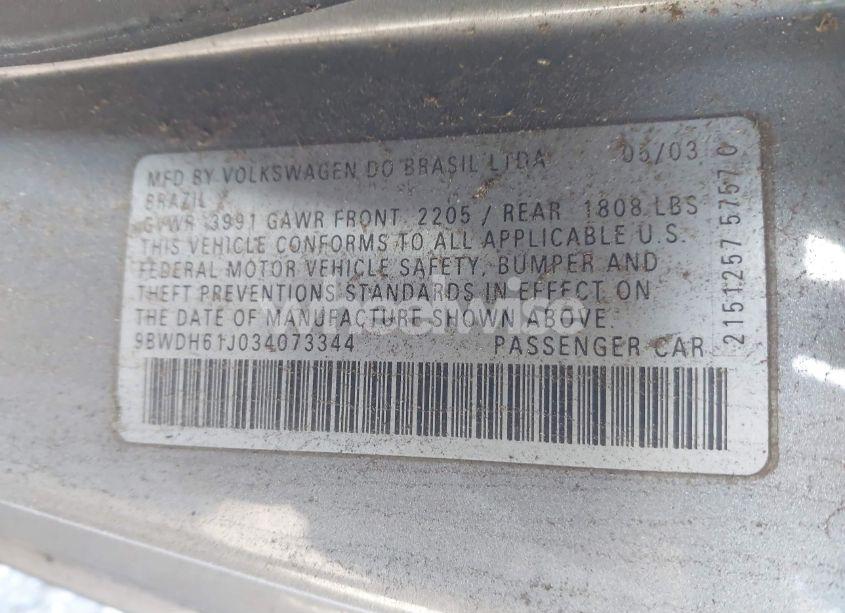 MFD BY VOLKSWAGEN DO BRASIL LTDA 05/03
BRAZIL
GVWR 3991 GAWR FRONT 2205 / REAR 1808 LBS
THIS VEHICLE CONFORMS TO ALL APPLICABLE U.S.
FEDERAL MOTOR VEHICLE SAFETY, BUMPER AND
THEFT PREVENTIONS STANDARDS IN EFFECT ON
THE DATE OF MANUFACTURE SHOWN ABOVE.
9BWDH61J034073344 PASSENGER CAR
2151257 5757 0